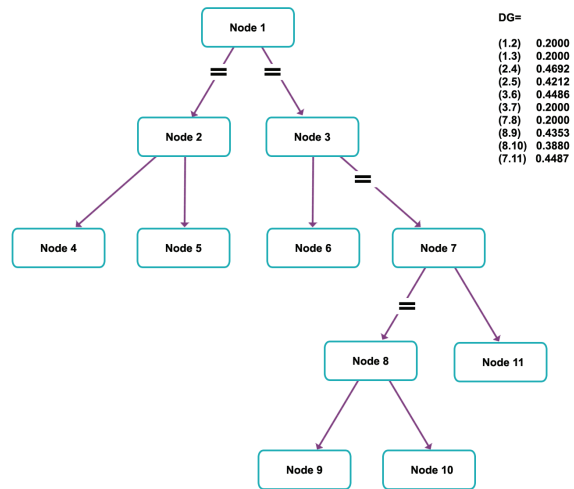 Node 1
DG=
(1.2) 0.2000
(1.3) 0.2000
(2.4) 0.4692
(2.5) 0.4212
(3.6) 0.4486
(3.7) 0.2000
(7.8) 0.2000
(8.9) 0.4353
(8.10) 0.3880
(7.11) 0.4487
=
=
Node 2
Node 3
=
Node 4
Node 5
Node 6
Node 7
=
Node 8
Node 11
Node 9
Node 10